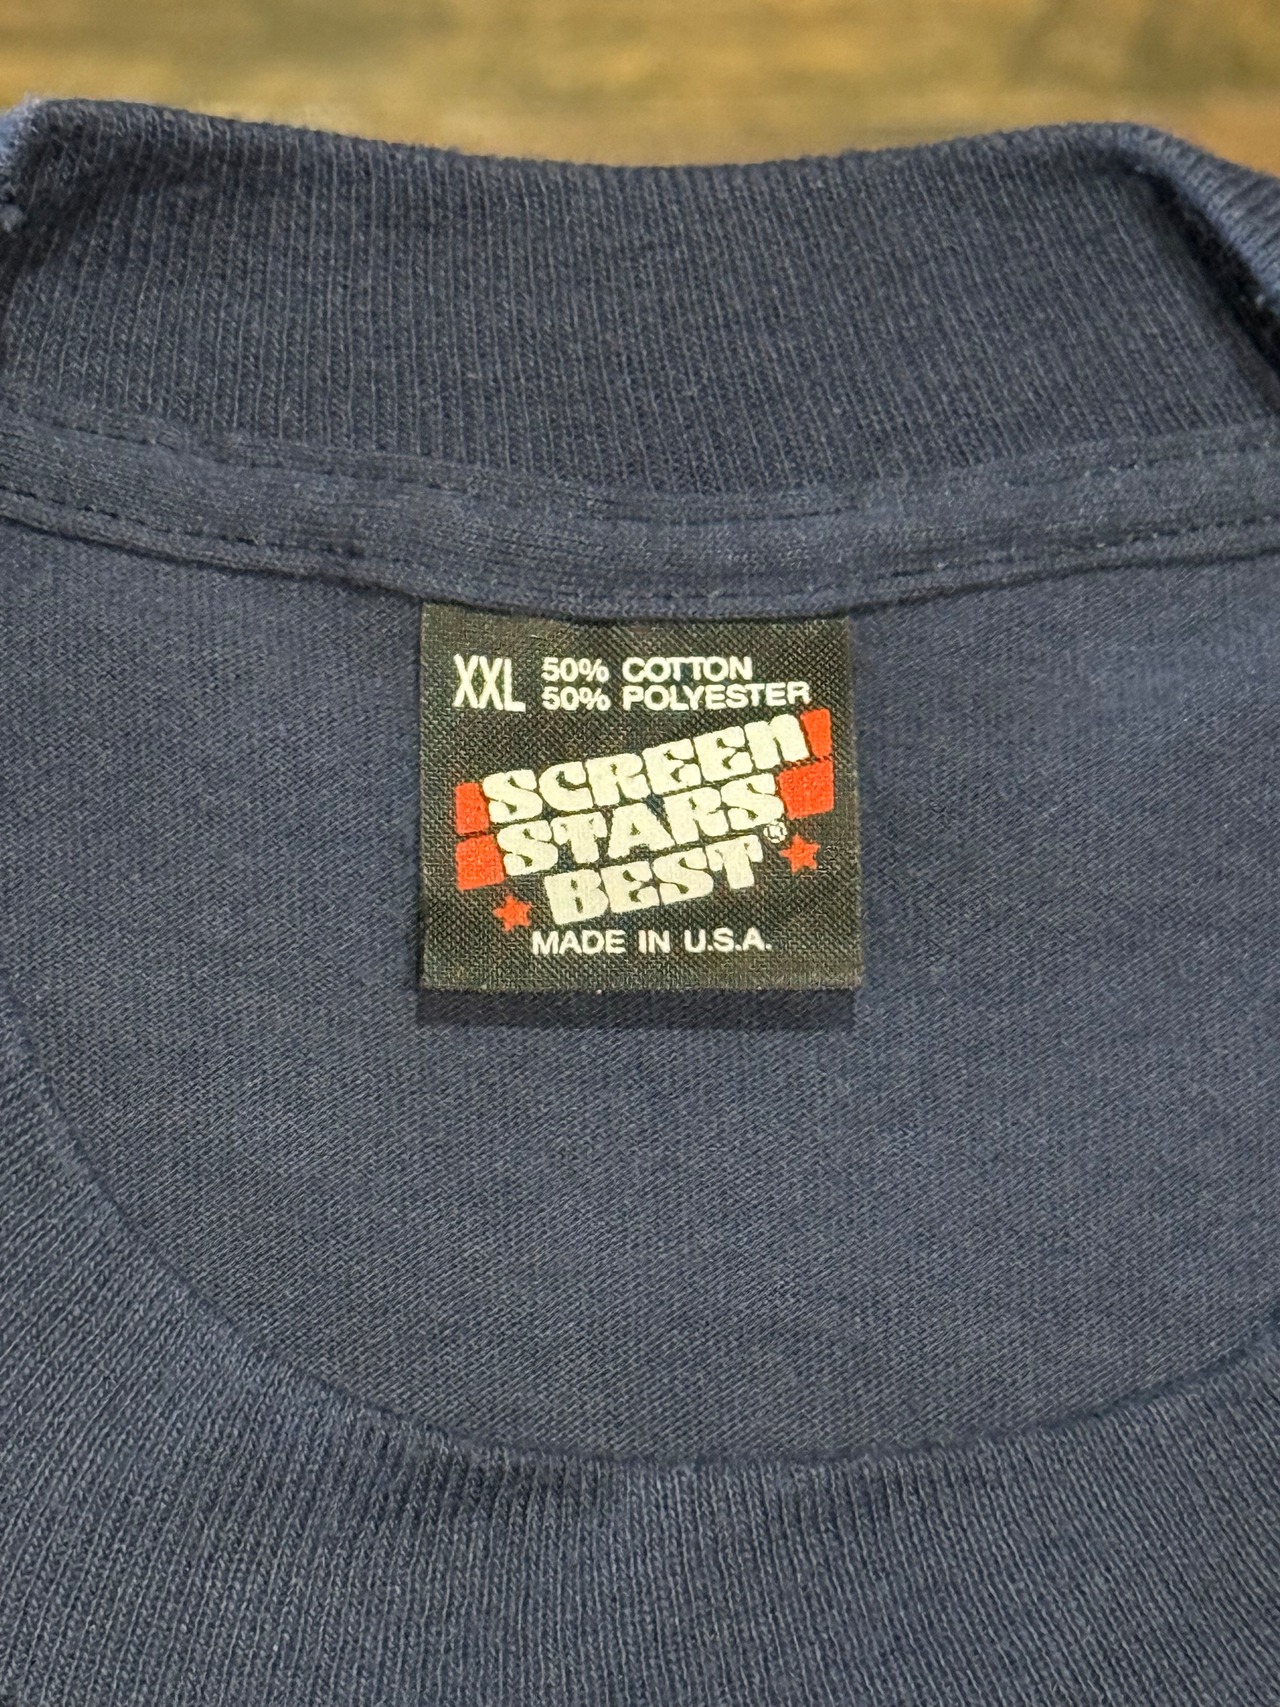 XXL 50% COTTON
50% POLYESTER
SCREEN
STARS
BEST®
MADE IN U.S.A.